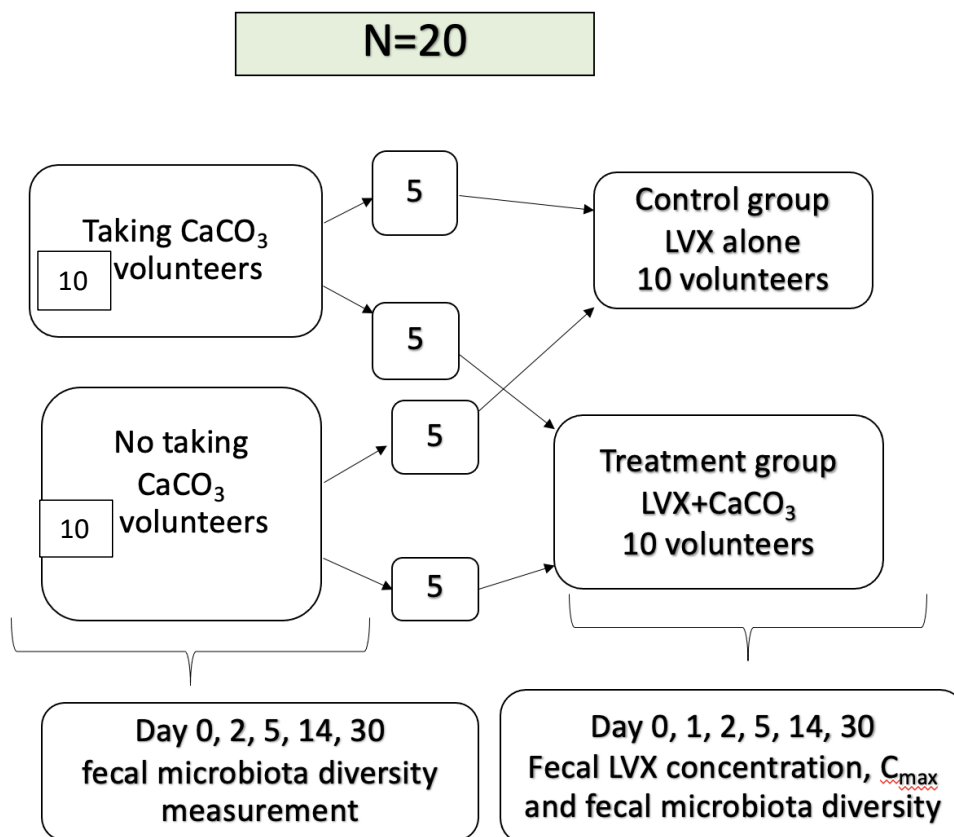 N=20
Taking CaCO₃
volunteers
10
5
5
Control group
LVX alone
10 volunteers
No taking
CaCO₃
volunteers
10
5
5
Treatment group
LVX+CaCO₃
10 volunteers
Day 0, 2, 5, 14, 30
fecal microbiota diversity
measurement
Day 0, 1, 2, 5, 14, 30
Fecal LVX concentration, Cmax
and fecal microbiota diversity